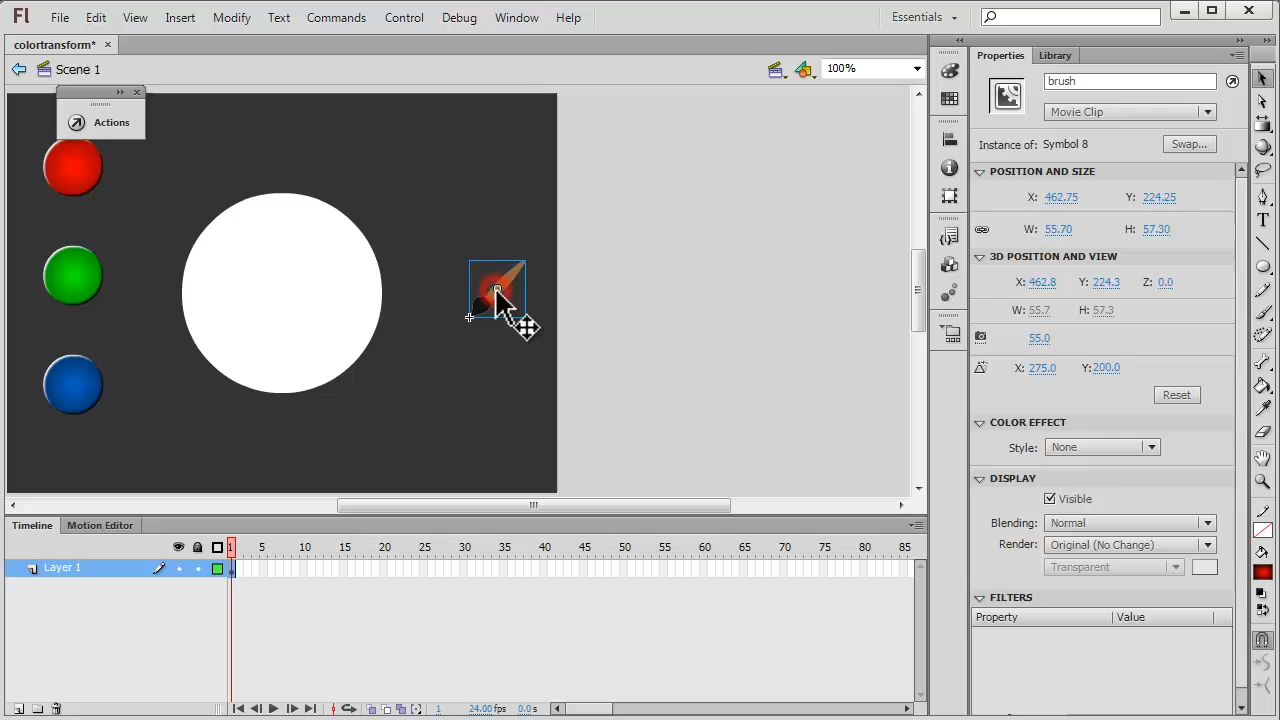 Fl File Edit View Insert Modify Text Commands Control Debug Window Help Essentials
colortransform* ×
Scene 1 100%
Actions
Properties Library
brush
Movie Clip
Instance of: Symbol 8 Swap...
POSITION AND SIZE
X: 462.75 Y: 224.25
W: 55.70 H: 57.30
3D POSITION AND VIEW
X: 462.8 Y: 224.3 Z: 0.0
W: 55.7 H: 57.3
55.0
X: 275.0 Y: 200.0
Reset
COLOR EFFECT
Style: None
DISPLAY
Visible
Blending: Normal
Render: Original (No Change)
Transparent
FILTERS
Property Value
Timeline Motion Editor
1 5 10 15 20 25 30 35 40 45 50 55 60 65 70 75 80 85
Layer 1
1 24.00 fps 0.0 s